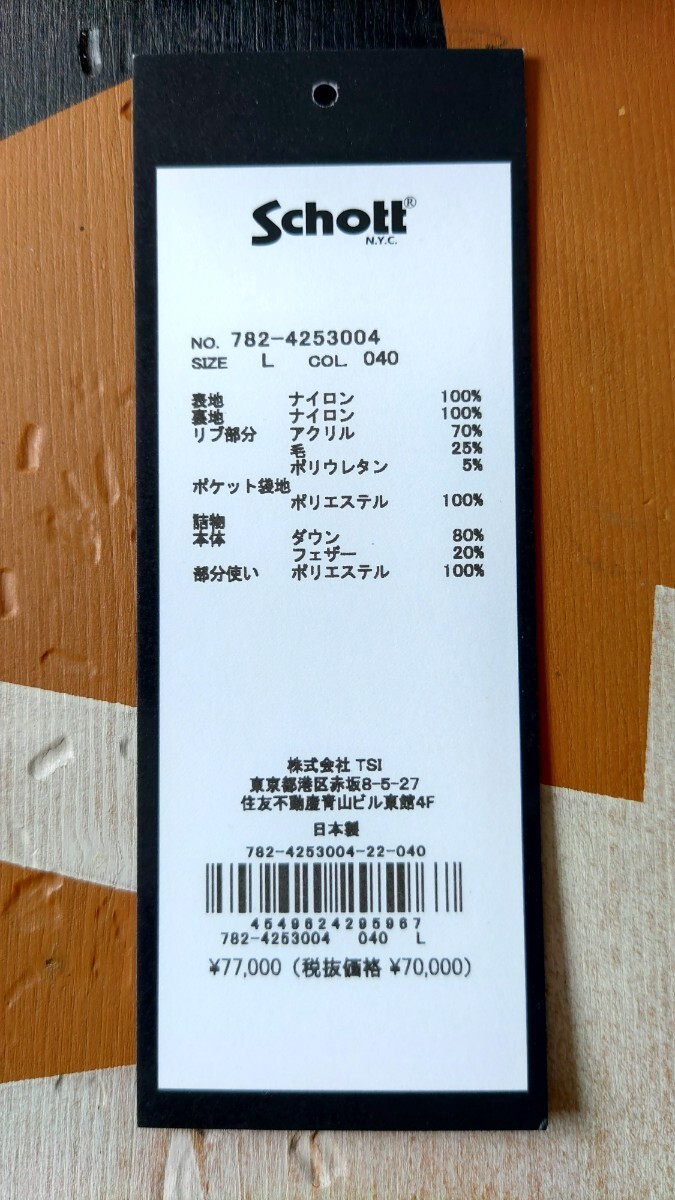 Schott®
N.Y.C.
NO. 782-4253004
SIZE L COL. 040
表地 ナイロン 100%
裏地 ナイロン 100%
リブ部分 アクリル 70%
毛 25%
ポリウレタン 5%
ポケット袋地
ポリエステル 100%
詰物
本体 ダウン 80%
フェザー 20%
部分使い ポリエステル 100%
株式会社 TSI
東京都港区赤坂8-5-27
住友不動産青山ビル東館4F
日本製
782-4253004-22-040
4549624295967
782-4253004 040 L
¥77,000 (税抜価格 ¥70,000)